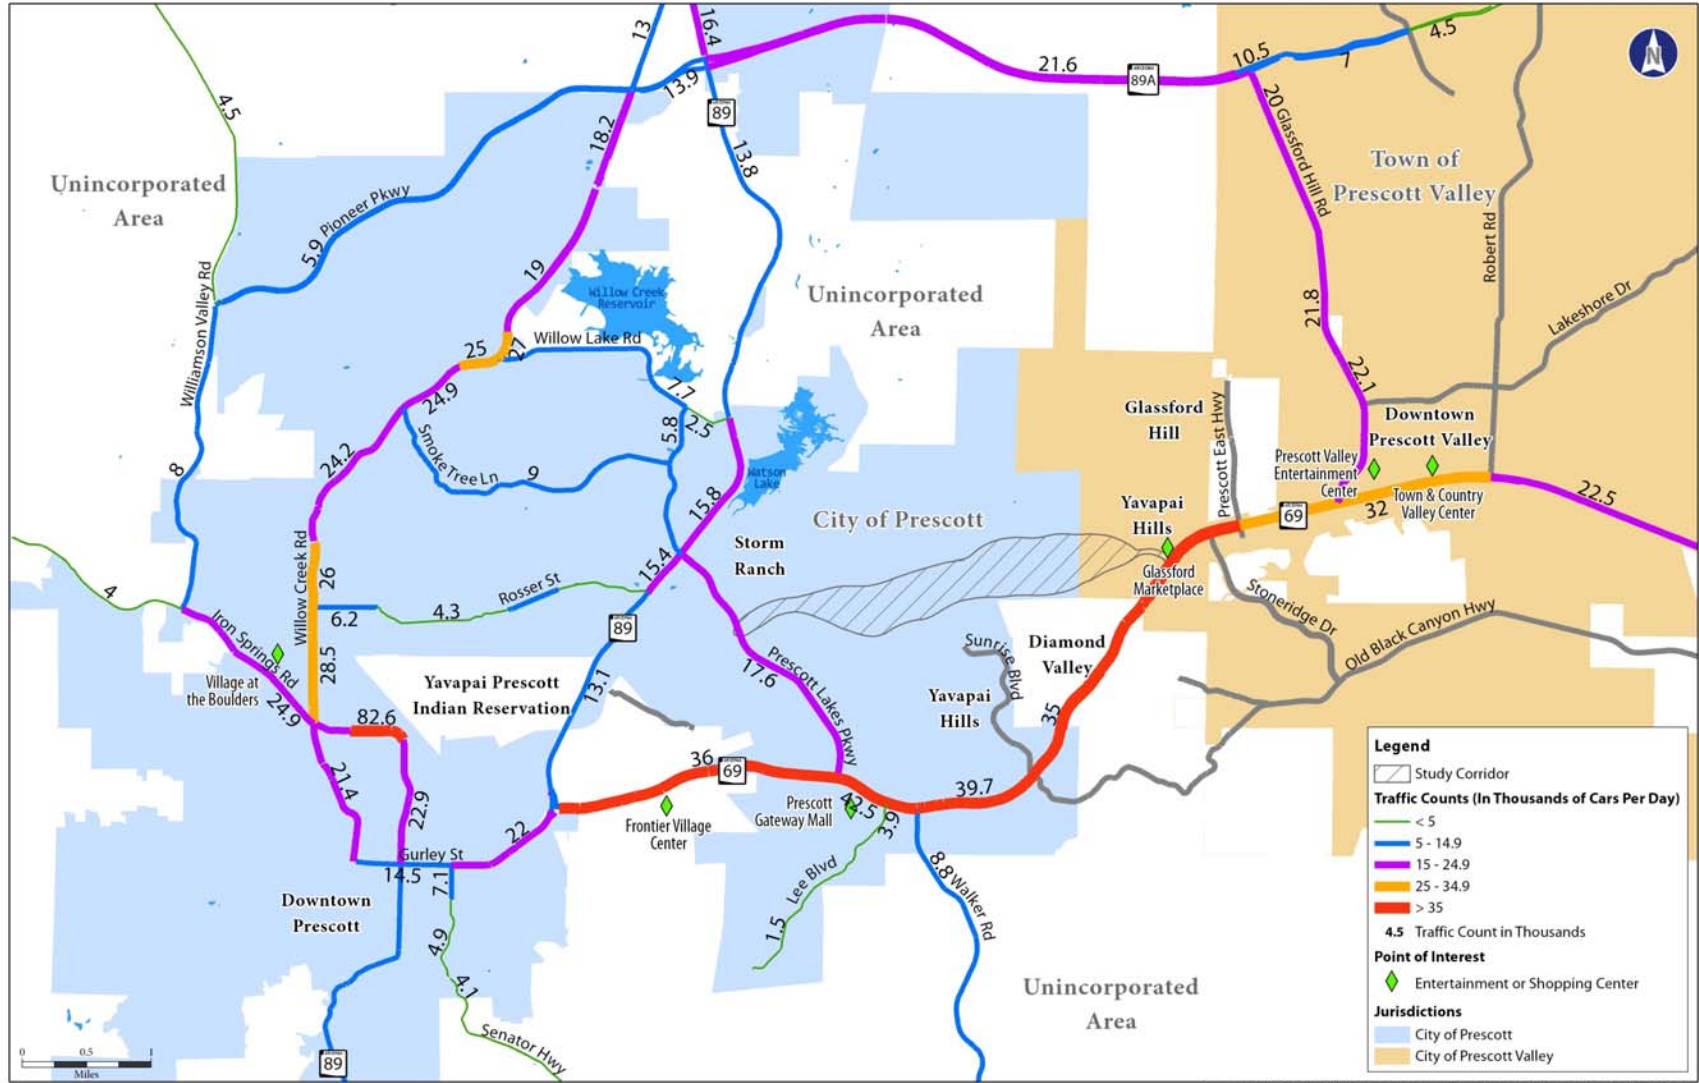 13
16.4
4.5
21.6
ARIZONA
89A
10.5
7
4.5
N
13.9
89
18.2
13.8
20
Glassford Hill Rd
Unincorporated
Area
Town of
Prescott Valley
Pioneer Pkwy
5.9
19
Williamson Valley Rd
Willow Creek
Reservoir
Unincorporated
Area
21.8
Robert Rd
Lakeshore Dr
25
27
Willow Lake Rd
24.9
7.7
2.5
5.8
22.1
Glassford
Hill
Prescott East Hwy
Downtown
Prescott Valley
8
24.2
Smoke Tree Ln
9
Watson
Lake
15.8
Prescott Valley
Entertainment
Center
Town & Country
Valley Center
22.5
Yavapai
Hills
69
32
City of Prescott
Storm
Ranch
15.4
Glassford
Marketplace
4
Willow Creek Rd
26
6.2
4.3
Rosser St
89
Stoneridge Dr
Old Black Canyon Hwy
Iron Springs Rd
28.5
Village at
the Boulders
24.9
Yavapai Prescott
Indian Reservation
13.1
17.6
Prescott Lakes Pkwy
Sunrise Blvd
Diamond
Valley
Yavapai
Hills
35
82.6
21.4
22.9
36
ARIZONA
69
39.7
42.5
Prescott
Gateway Mall
3.9
Frontier Village
Center
22
Gurley St
14.5
7.1
Lee Blvd
1.5
8.8
Walker Rd
Downtown
Prescott
4.9
4.1
Senator Hwy
Unincorporated
Area
89
0 0.5 1
Miles
Legend
Study Corridor
Traffic Counts (In Thousands of Cars Per Day)
< 5
5 - 14.9
15 - 24.9
25 - 34.9
> 35
4.5 Traffic Count in Thousands
Point of Interest
Entertainment or Shopping Center
Jurisdictions
City of Prescott
City of Prescott Valley